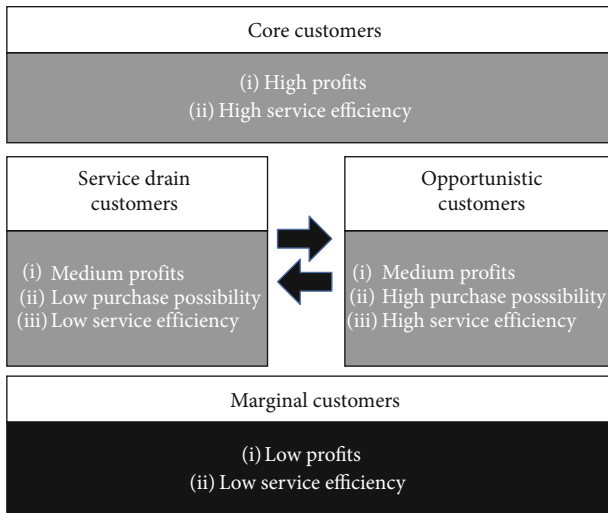 Core customers
(i) High profits
(ii) High service efficiency
Service drain
customers
(i) Medium profits
(ii) Low purchase possibility
(iii) Low service efficiency
Opportunistic
customers
(i) Medium profits
(ii) High purchase posssibility
(iii) High service efficiency
Marginal customers
(i) Low profits
(ii) Low service efficiency